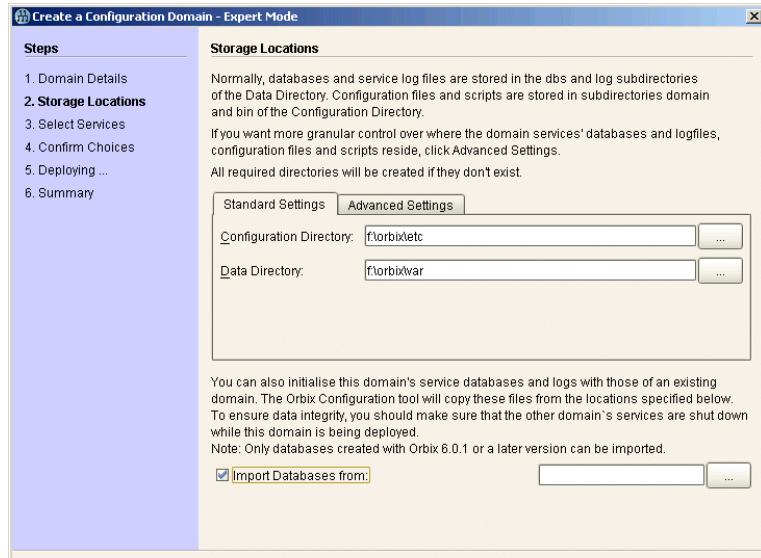 Create a Configuration Domain - Expert Mode
Steps
1. Domain Details
2. Storage Locations
3. Select Services
4. Confirm Choices
5. Deploying ...
6. Summary
Storage Locations
Normally, databases and service log files are stored in the dbs and log subdirectories
of the Data Directory. Configuration files and scripts are stored in subdirectories domain
and bin of the Configuration Directory.
If you want more granular control over where the domain services' databases and logfiles,
configuration files and scripts reside, click Advanced Settings.
All required directories will be created if they don't exist.
Standard Settings Advanced Settings
Configuration Directory: f:\orbix\etc ...
Data Directory: f:\orbix\var ...
You can also initialise this domain's service databases and logs with those of an existing
domain. The Orbix Configuration tool will copy these files from the locations specified below.
To ensure data integrity, you should make sure that the other domain`s services are shut down
while this domain is being deployed.
Note: Only databases created with Orbix 6.0.1 or a later version can be imported.
Import Databases from: ...